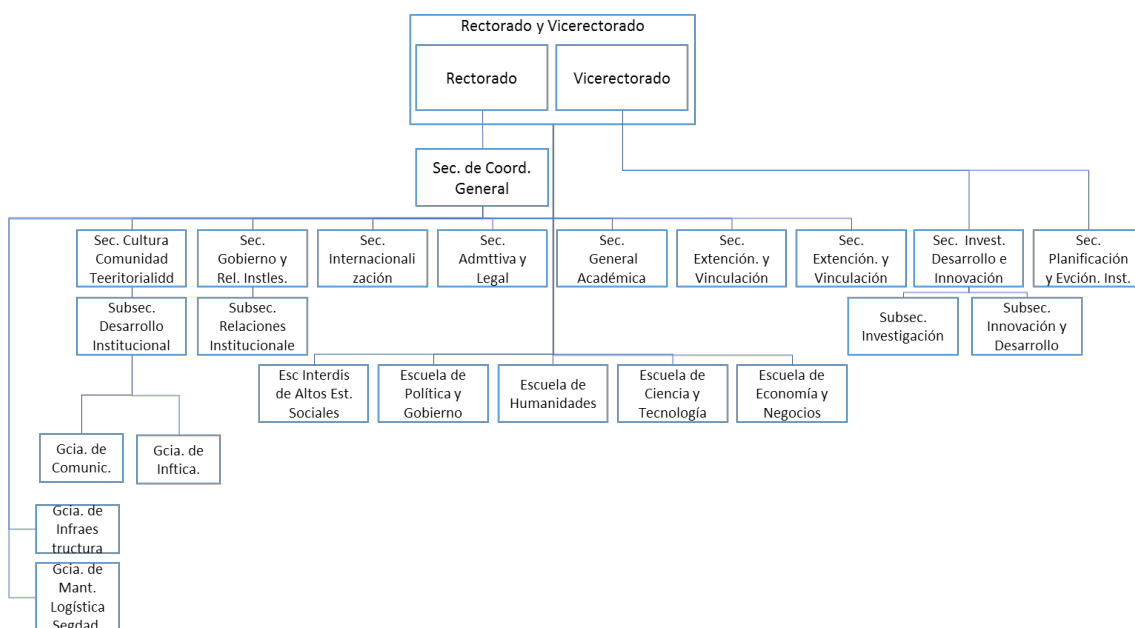 Rectorado y Vicerectorado
Rectorado
Vicerectorado
Sec. de Coord.
General
Sec. Cultura
Comunidad
Teerritorialidd
Sec.
Gobierno y
Rel. Instles.
Sec.
Internacionali
zación
Sec.
Admttiva y
Legal
Sec.
General
Académica
Sec.
Extención. y
Vinculación
Sec.
Extención. y
Vinculación
Sec. Invest.
Desarrollo e
Innovación
Sec.
Planificación
y Evción. Inst.
Subsec.
Desarrollo
Institucional
Subsec.
Relaciones
Institucionale
Subsec.
Investigación
Subsec.
Innovación y
Desarrollo
Esc Interdis
de Altos Est.
Sociales
Escuela de
Política y
Gobierno
Escuela de
Humanidades
Escuela de
Ciencia y
Tecnología
Escuela de
Economía y
Negocios
Gcia. de
Comunic.
Gcia. de
Inftica.
Gcia. de
Infraes
tructura
Gcia. de
Mant.
Logística
Segdad.